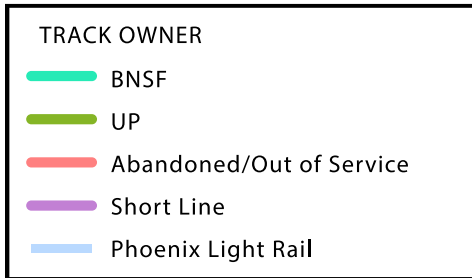 TRACK OWNER
BNSF
UP
Abandoned/Out of Service
Short Line
Phoenix Light Rail